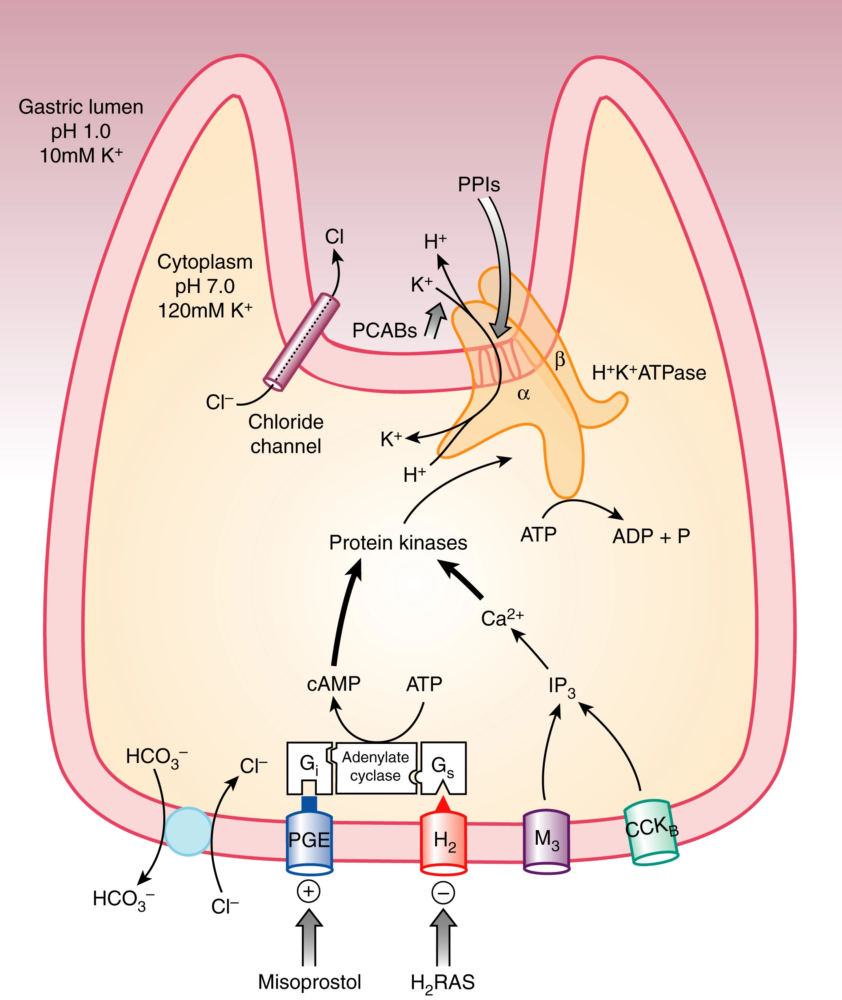 Gastric lumen
pH 1.0
10mM K⁺
PPIs
Cl
H⁺
Cytoplasm
pH 7.0
120mM K⁺
K⁺
PCABs
β
H⁺K⁺ATPase
α
Cl⁻
Chloride
channel
K⁺
H⁺
ATP
ADP + P
Protein kinases
Ca²⁺
cAMP
ATP
IP₃
HCO₃⁻
Cl⁻
Gᵢ
Adenylate
cyclase
Gₛ
PGE
H₂
M₃
CCK_B
+
−
HCO₃⁻
Cl⁻
Misoprostol
H₂RAS